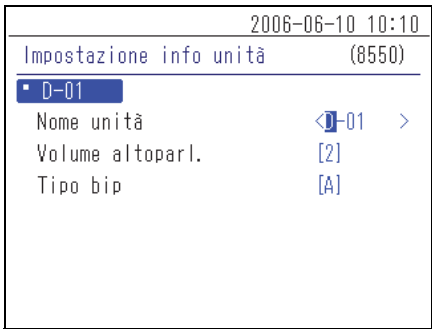 2006-06-10 10:10
Impostazione info unità (8550)
D-01
Nome unità <D-01 >
Volume altoparl. [2]
Tipo bip [A]